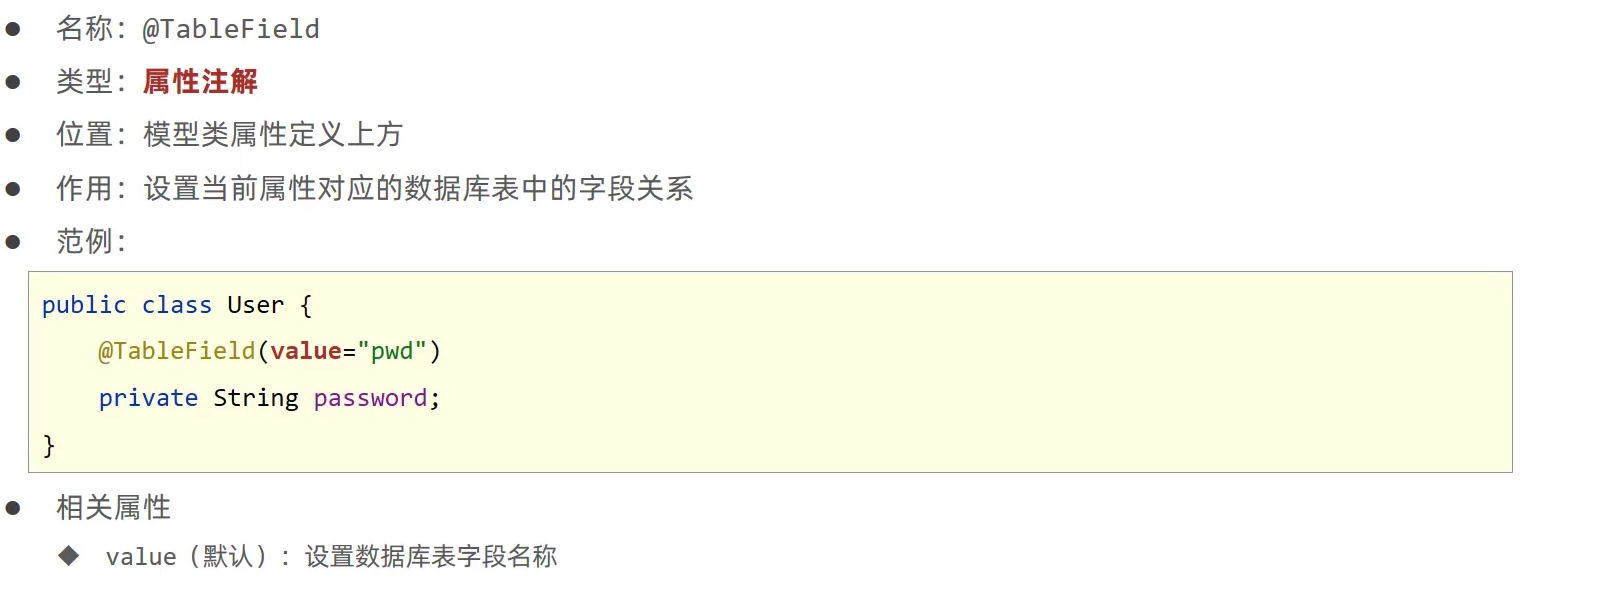 ● 名称：@TableField
● 类型：属性注解
● 位置：模型类属性定义上方
● 作用：设置当前属性对应的数据库表中的字段关系
● 范例：
public class User {
    @TableField(value="pwd")
    private String password;
}
● 相关属性
◆ value（默认）：设置数据库表字段名称